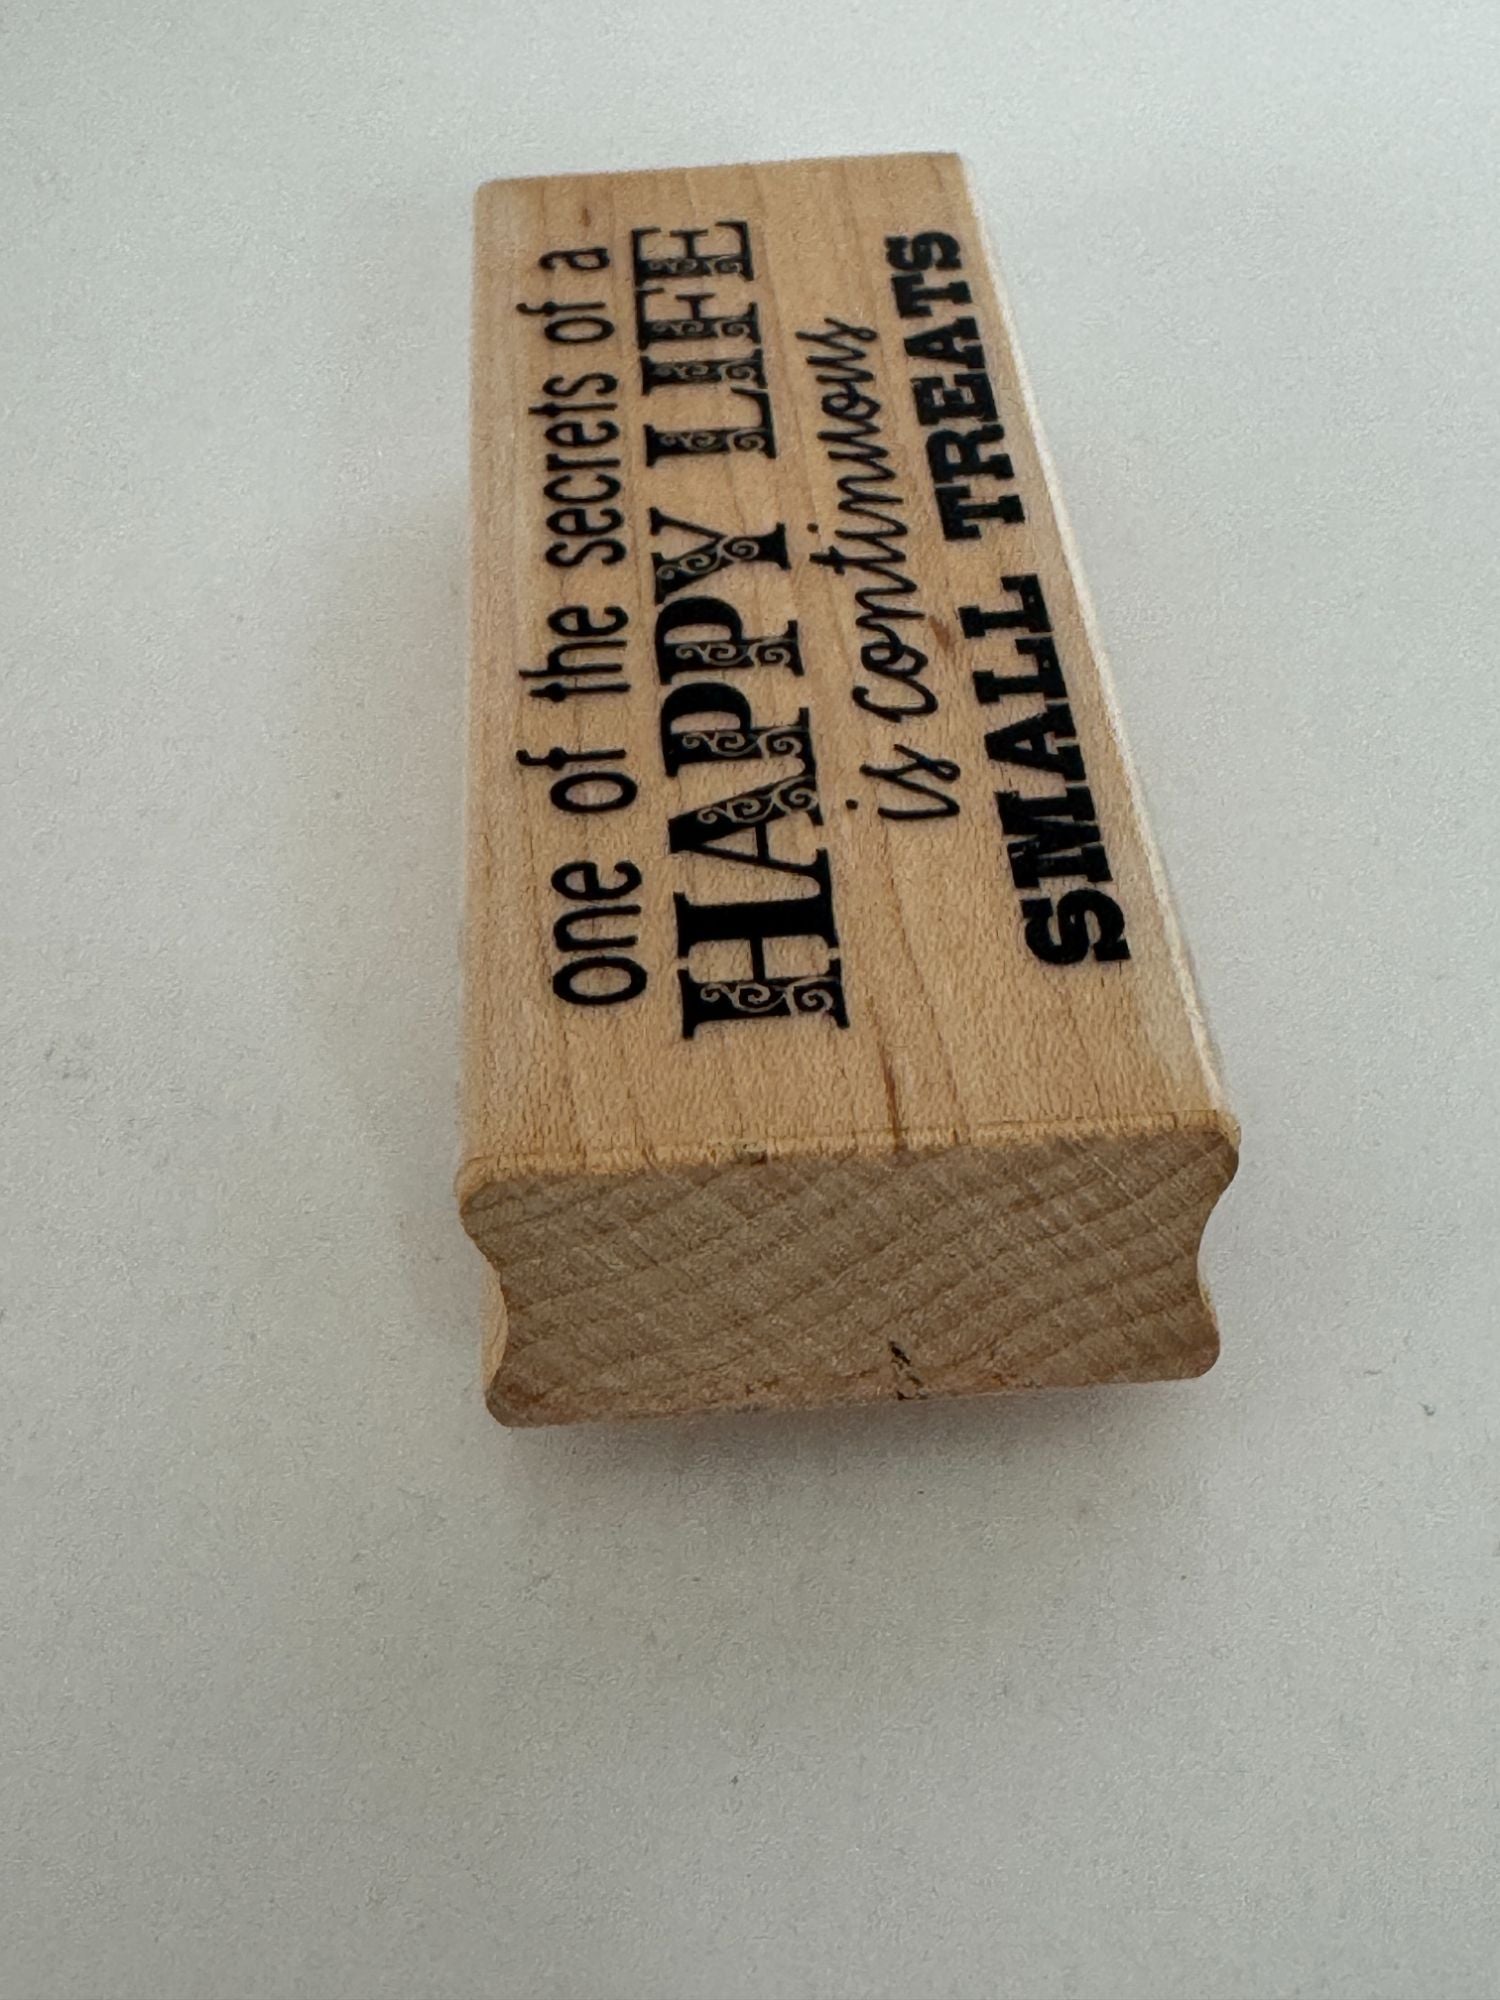 one of the secrets of a
HAPPY LIFE
is continuous
SMALL TREATS